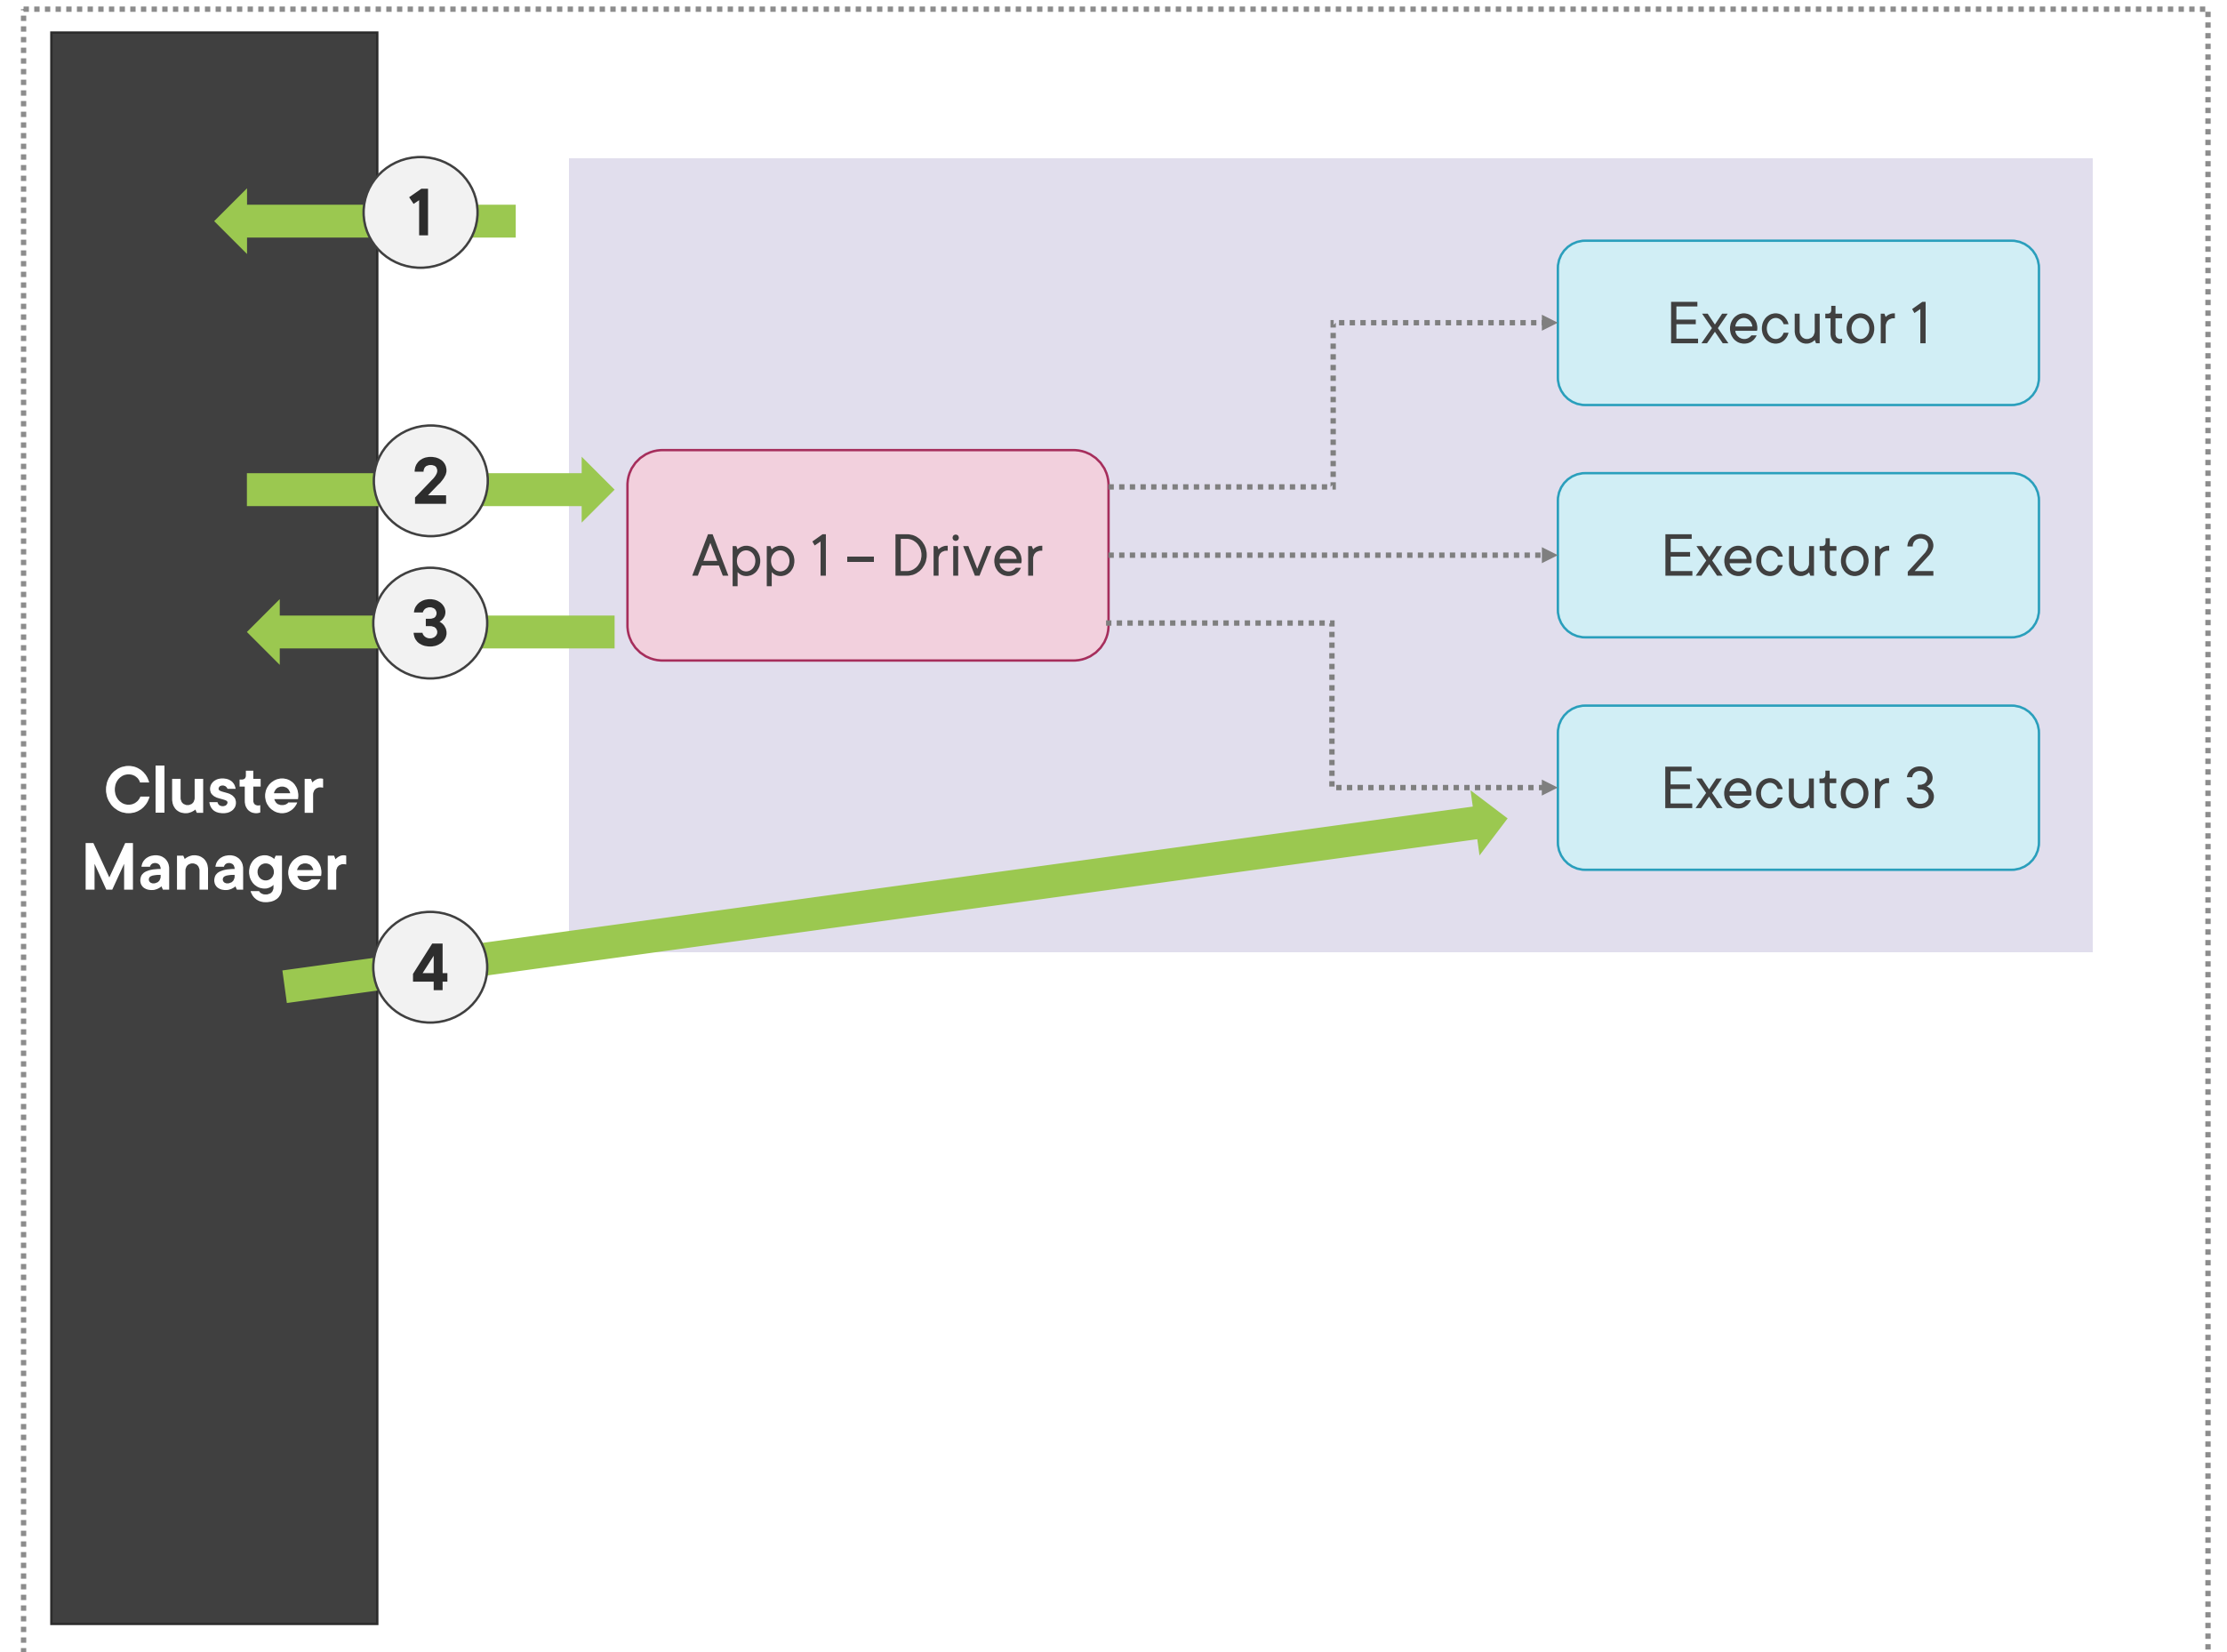 1
Executor 1
2
App 1 – Driver
Executor 2
3
Executor 3
Cluster
Manager
4